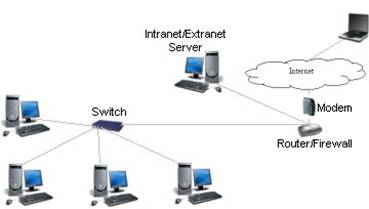 Intranet/Extranet
Server
Internet
Switch
Modem
Router/Firewall